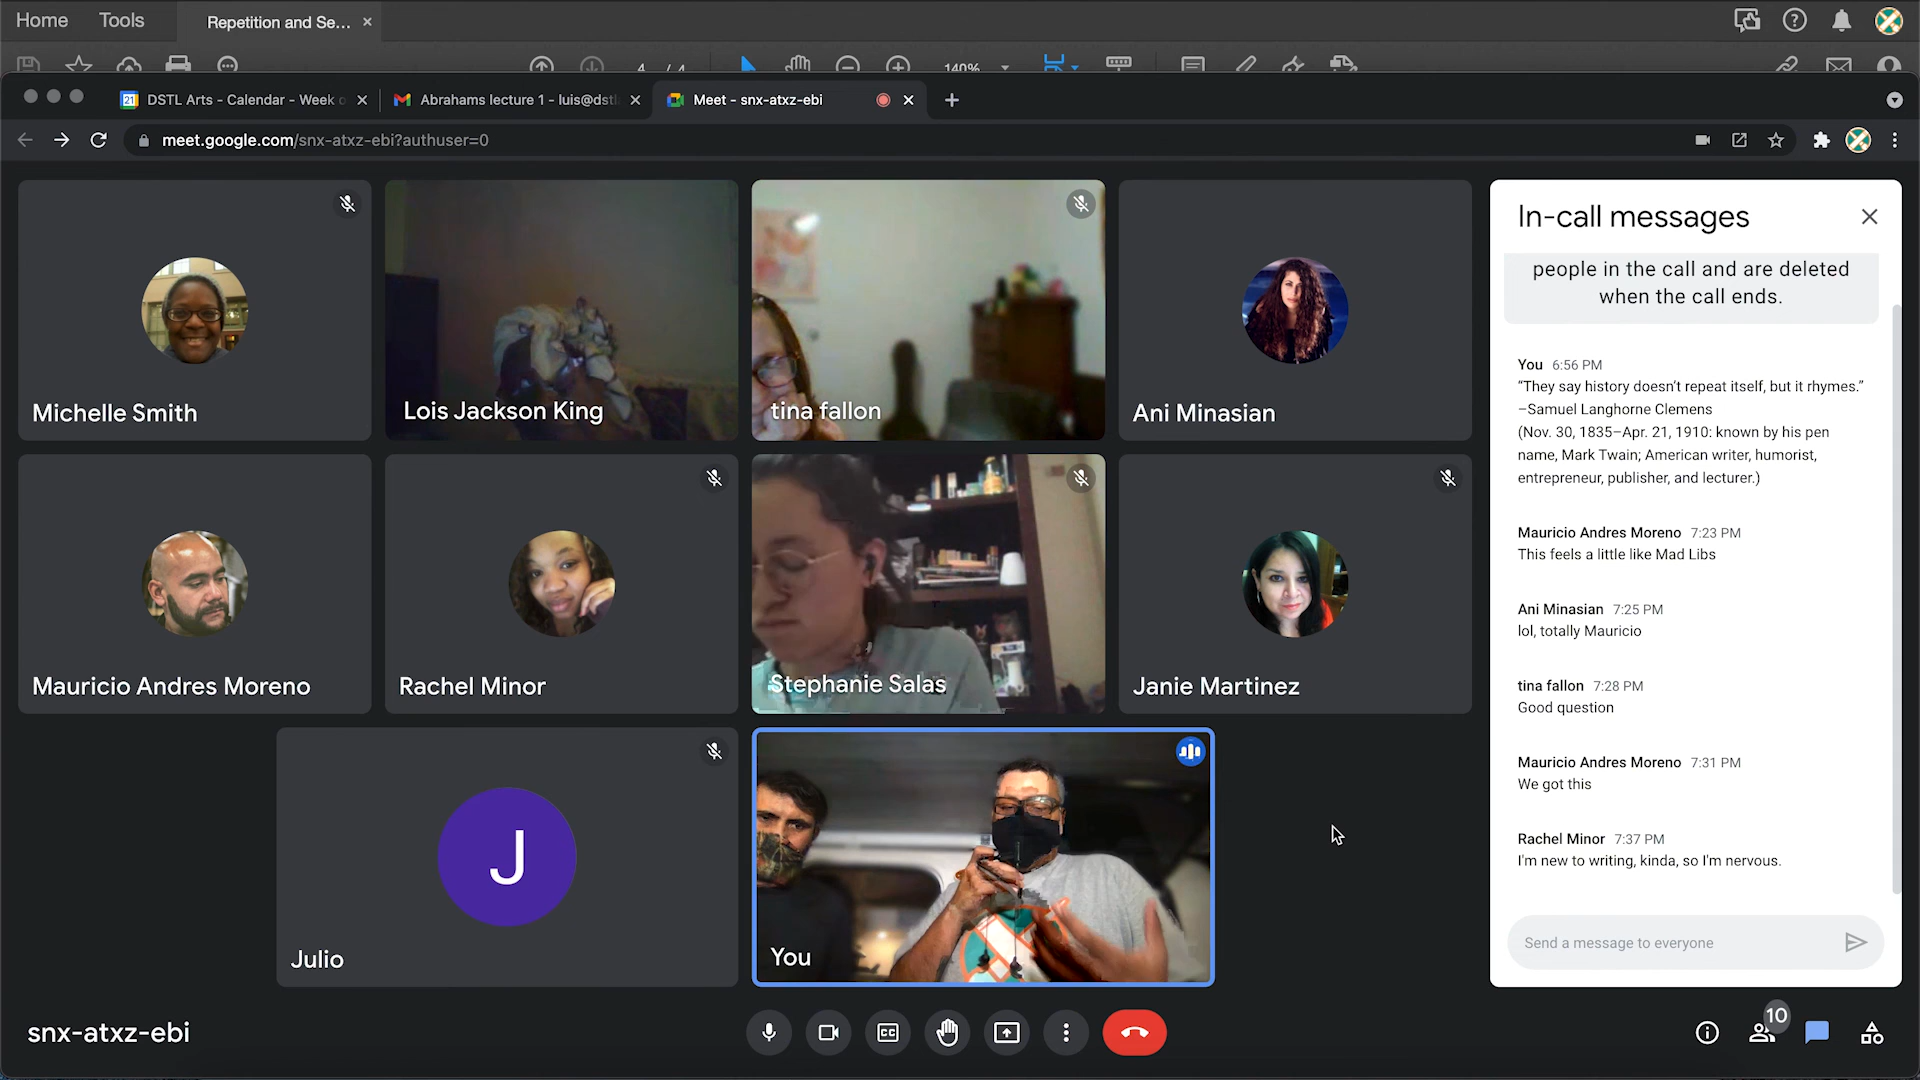 Home Tools Repetition and Se...
4 / 4 140%
DSTL Arts - Calendar - Week o
Abrahams lecture 1 - luis@dstl
Meet - snx-atxz-ebi
meet.google.com/snx-atxz-ebi?authuser=0
Michelle Smith
Lois Jackson King
tina fallon
Ani Minasian
Mauricio Andres Moreno
Rachel Minor
Stephanie Salas
Janie Martinez
J
Julio
You
In-call messages
people in the call and are deleted
when the call ends.
You 6:56 PM
“They say history doesn’t repeat itself, but it rhymes.”
–Samuel Langhorne Clemens
(Nov. 30, 1835–Apr. 21, 1910: known by his pen
name, Mark Twain; American writer, humorist,
entrepreneur, publisher, and lecturer.)
Mauricio Andres Moreno 7:23 PM
This feels a little like Mad Libs
Ani Minasian 7:25 PM
lol, totally Mauricio
tina fallon 7:28 PM
Good question
Mauricio Andres Moreno 7:31 PM
We got this
Rachel Minor 7:37 PM
I'm new to writing, kinda, so I'm nervous.
Send a message to everyone
snx-atxz-ebi
CC
10